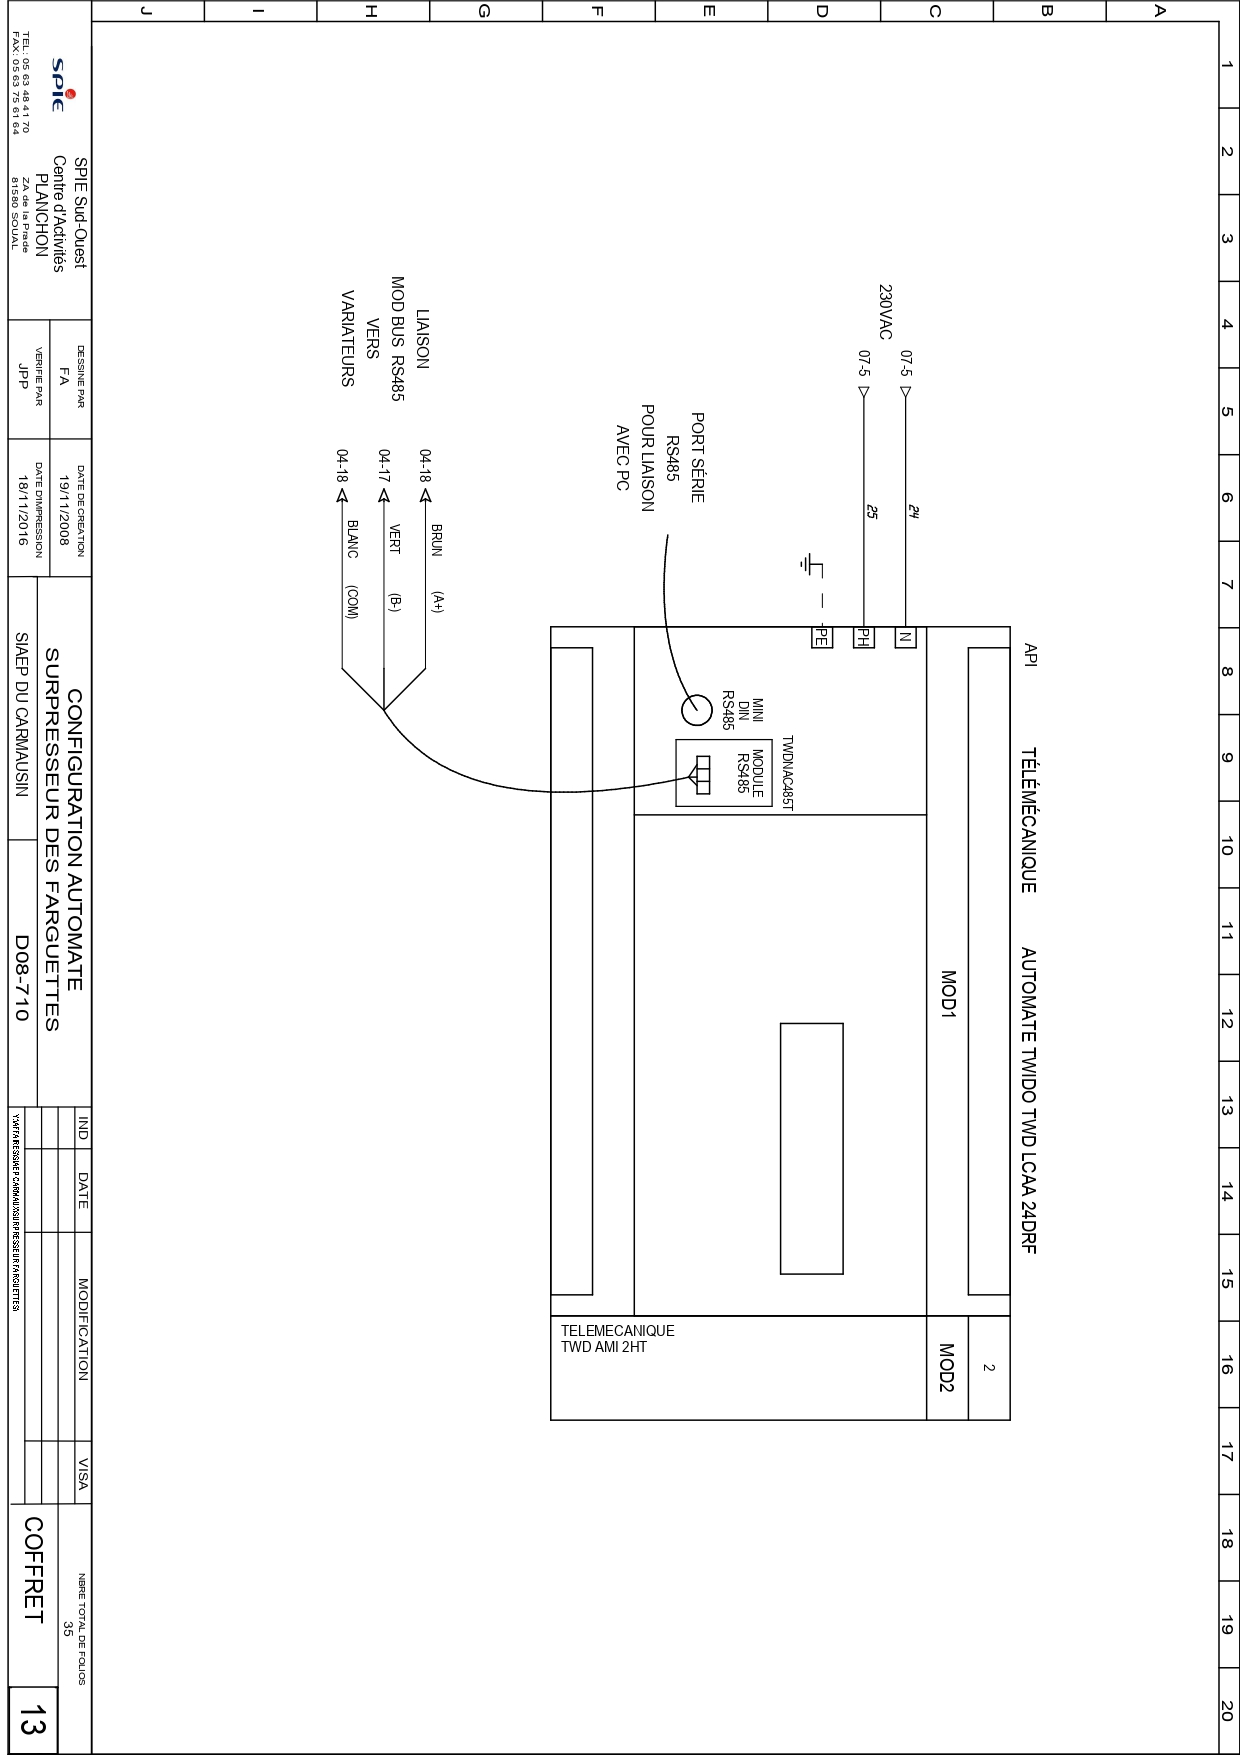 1 2 3 4 5 6 7 8 9 10 11 12 13 14 15 16 17 18 19 20
A
B
C
D
E
F
G
H
I
J
API TÉLÉMÉCANIQUE AUTOMATE TWIDO TWD LCAA 24DRF
2
MOD1
MOD2
230VAC
07-5
24
N
07-5
25
PH
PE
TWDNAC485T
MINI
DIN
RS485
MODULE
RS485
PORT SÉRIE
RS485
POUR LIAISON
AVEC PC
TELEMECANIQUE
TWD AMI 2HT
LIAISON
MOD BUS RS485
VERS
VARIATEURS
04-18
BRUN (A+)
04-17
VERT (B-)
04-18
BLANC (COM)
SPIE
TEL: 05 63 48 41 70
FAX: 05 63 75 61 64
SPIE Sud-Ouest
Centre d'Activités
PLANCHON
ZA de la Prade
81580 SOUAL
DESSINE PAR
FA
VERIFIE PAR
JPP
DATE DE CREATION
19/11/2008
DATE D'IMPRESSION
18/11/2016
CONFIGURATION AUTOMATE
SURPRESSEUR DES FARGUETTES
SIAEP DU CARMAUSIN
D08-710
IND DATE MODIFICATION VISA
NBRE TOTAL DE FOLIOS
35
COFFRET
13